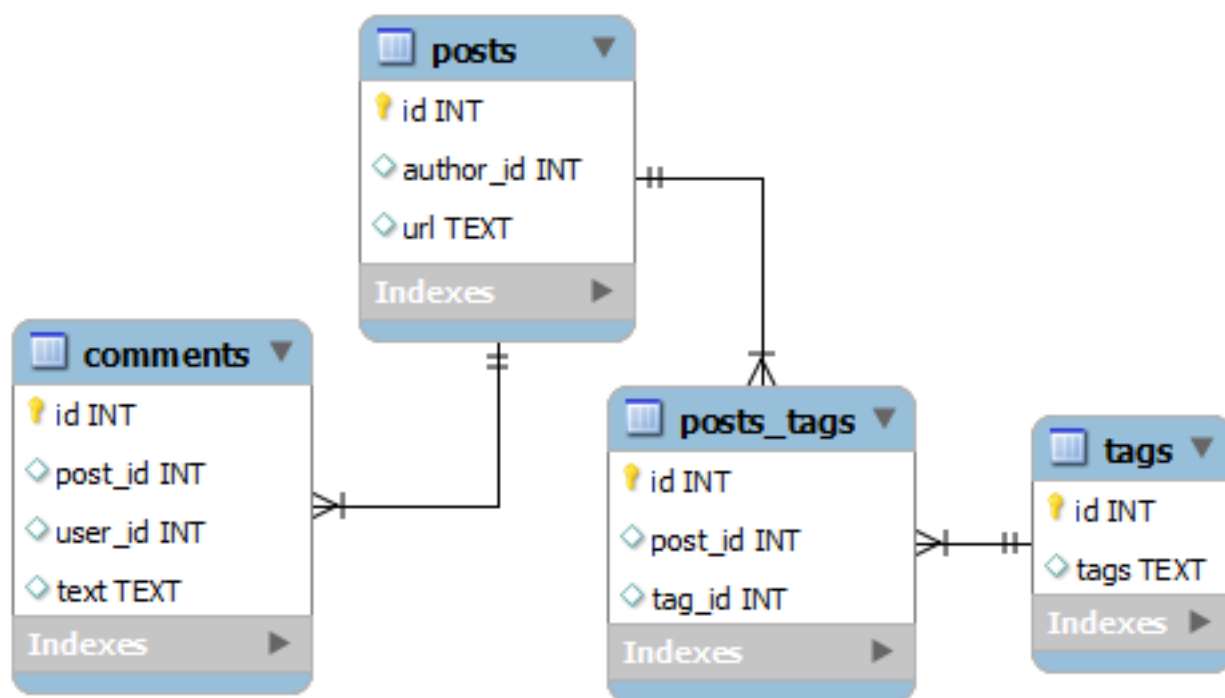 posts
id INT
author_id INT
url TEXT
Indexes
comments
id INT
post_id INT
user_id INT
text TEXT
Indexes
posts_tags
id INT
post_id INT
tag_id INT
Indexes
tags
id INT
tags TEXT
Indexes